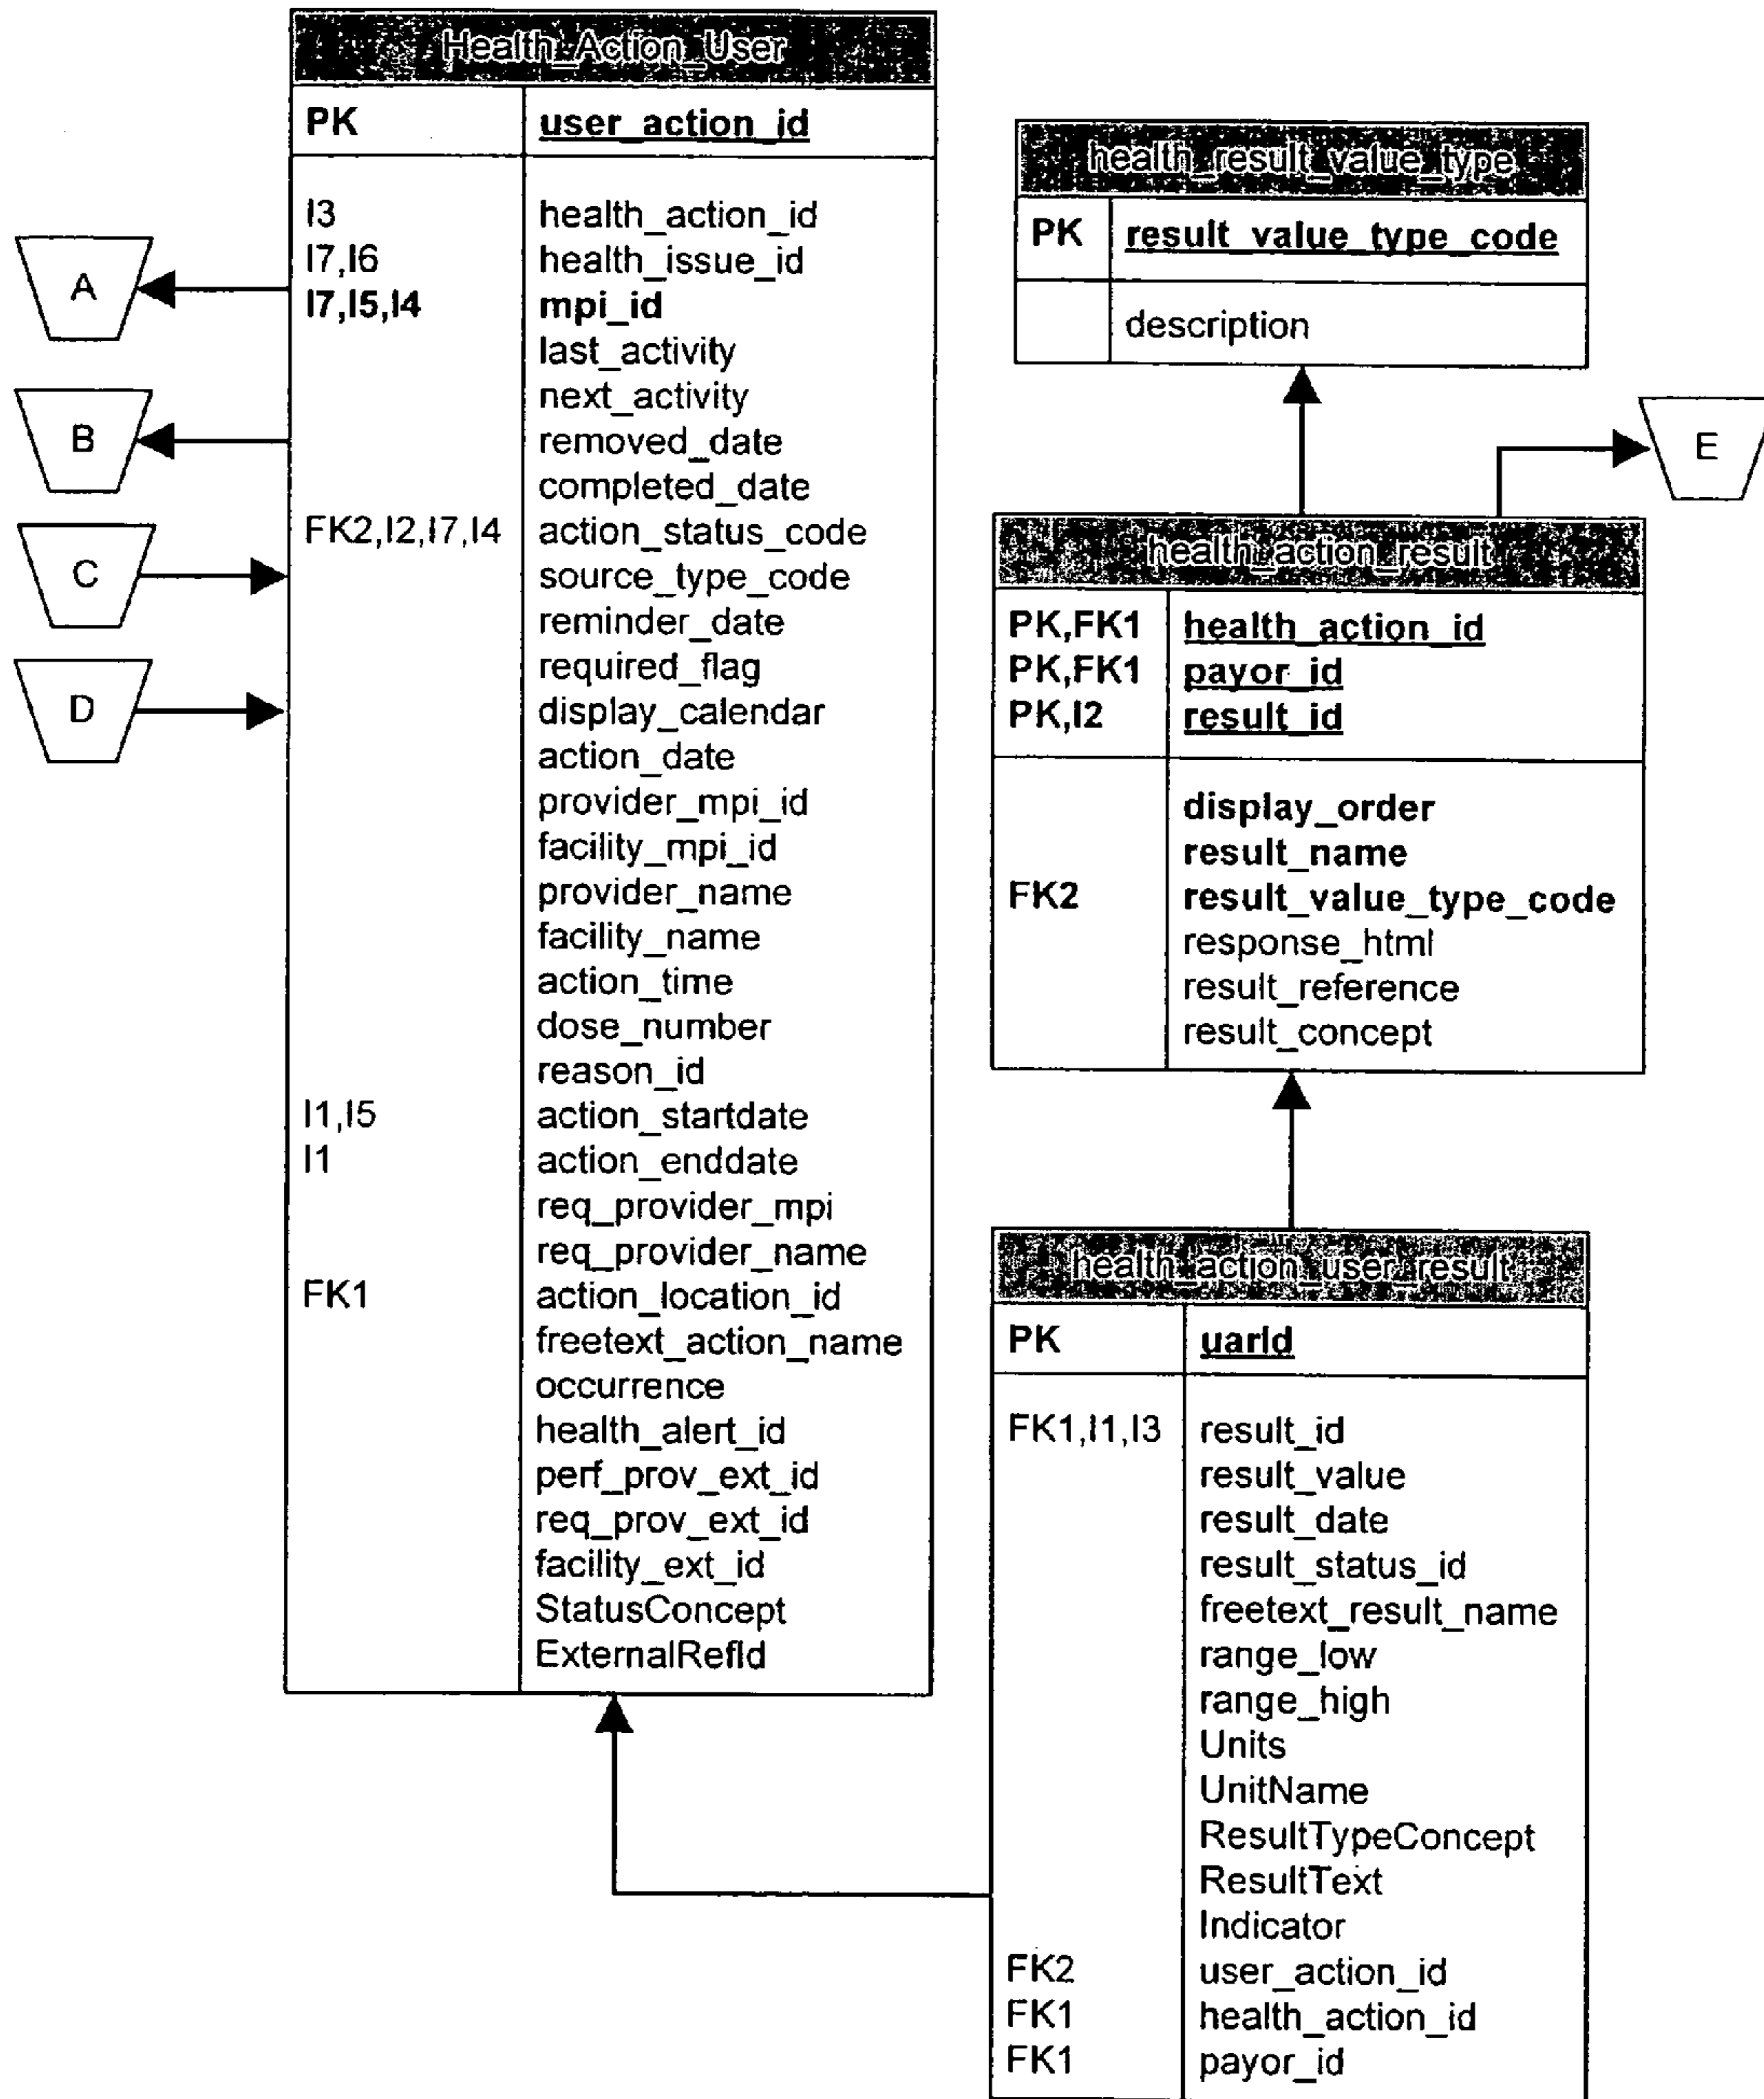 Health_Action_User
PK user_action_id
I3 health_action_id
I7,I6 health_issue_id
I7,I5,I4 mpi_id
last_activity
next_activity
removed_date
completed_date
FK2,I2,I7,I4 action_status_code
source_type_code
reminder_date
required_flag
display_calendar
action_date
provider_mpi_id
facility_mpi_id
provider_name
facility_name
action_time
dose_number
reason_id
I1,I5 action_startdate
I1 action_enddate
req_provider_mpi
req_provider_name
FK1 action_location_id
freetext_action_name
occurrence
health_alert_id
perf_prov_ext_id
req_prov_ext_id
facility_ext_id
StatusConcept
ExternalRefId
A
B
C
D
health_result_value_type
PK result_value_type_code
description
E
health_action_result
PK,FK1 health_action_id
PK,FK1 payor_id
PK,I2 result_id
display_order
result_name
FK2 result_value_type_code
response_html
result_reference
result_concept
health_action_user_result
PK uarId
FK1,I1,I3 result_id
result_value
result_date
result_status_id
freetext_result_name
range_low
range_high
Units
UnitName
ResultTypeConcept
ResultText
Indicator
FK2 user_action_id
FK1 health_action_id
FK1 payor_id